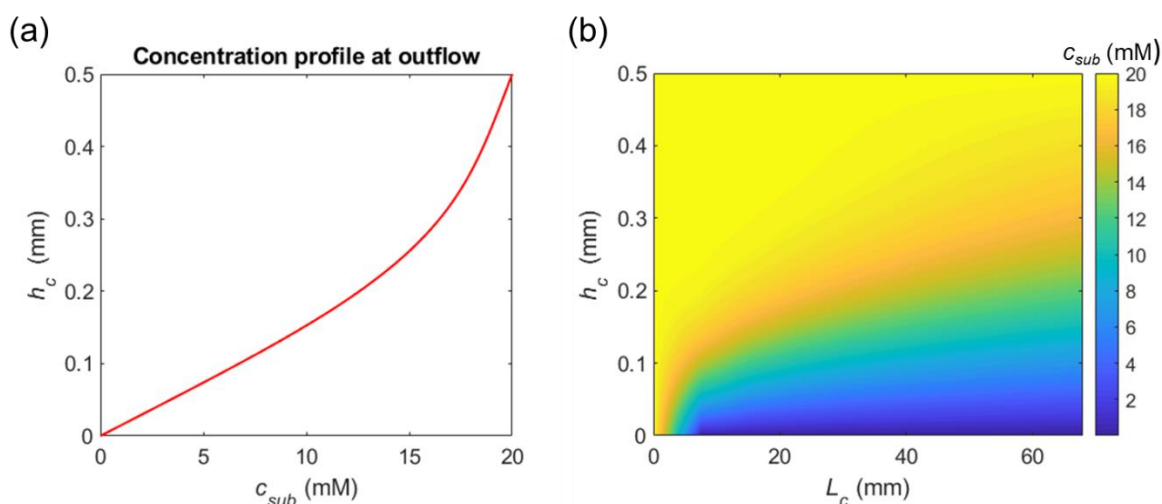 (a)
Concentration profile at outflow
0.5
0.4
0.3
0.2
0.1
0
h_c (mm)
0 5 10 15 20
c_sub (mM)
(b)
c_sub (mM)
0.5
0.4
0.3
0.2
0.1
0
h_c (mm)
0 20 40 60
L_c (mm)
20
18
16
14
12
10
8
6
4
2